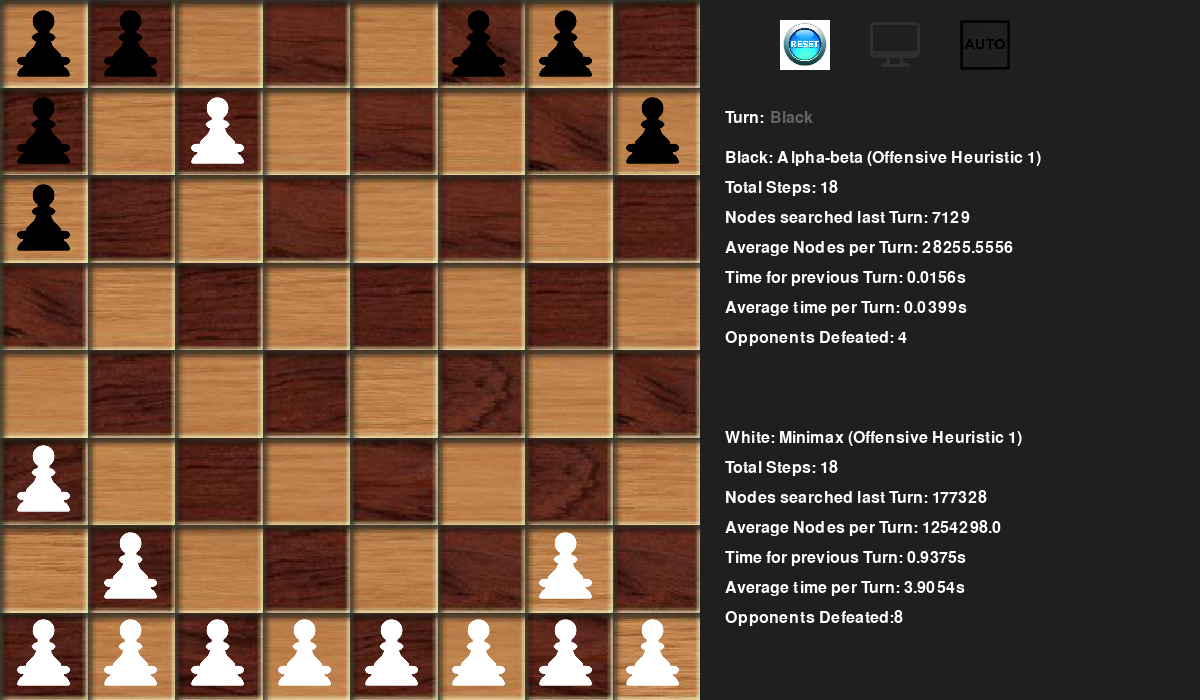 RESET
AUTO
Turn: Black
Black: Alpha-beta (Offensive Heuristic 1)
Total Steps: 18
Nodes searched last Turn: 7129
Average Nodes per Turn: 28255.5556
Time for previous Turn: 0.0156s
Average time per Turn: 0.0399s
Opponents Defeated: 4
White: Minimax (Offensive Heuristic 1)
Total Steps: 18
Nodes searched last Turn: 177328
Average Nodes per Turn: 1254298.0
Time for previous Turn: 0.9375s
Average time per Turn: 3.9054s
Opponents Defeated:8